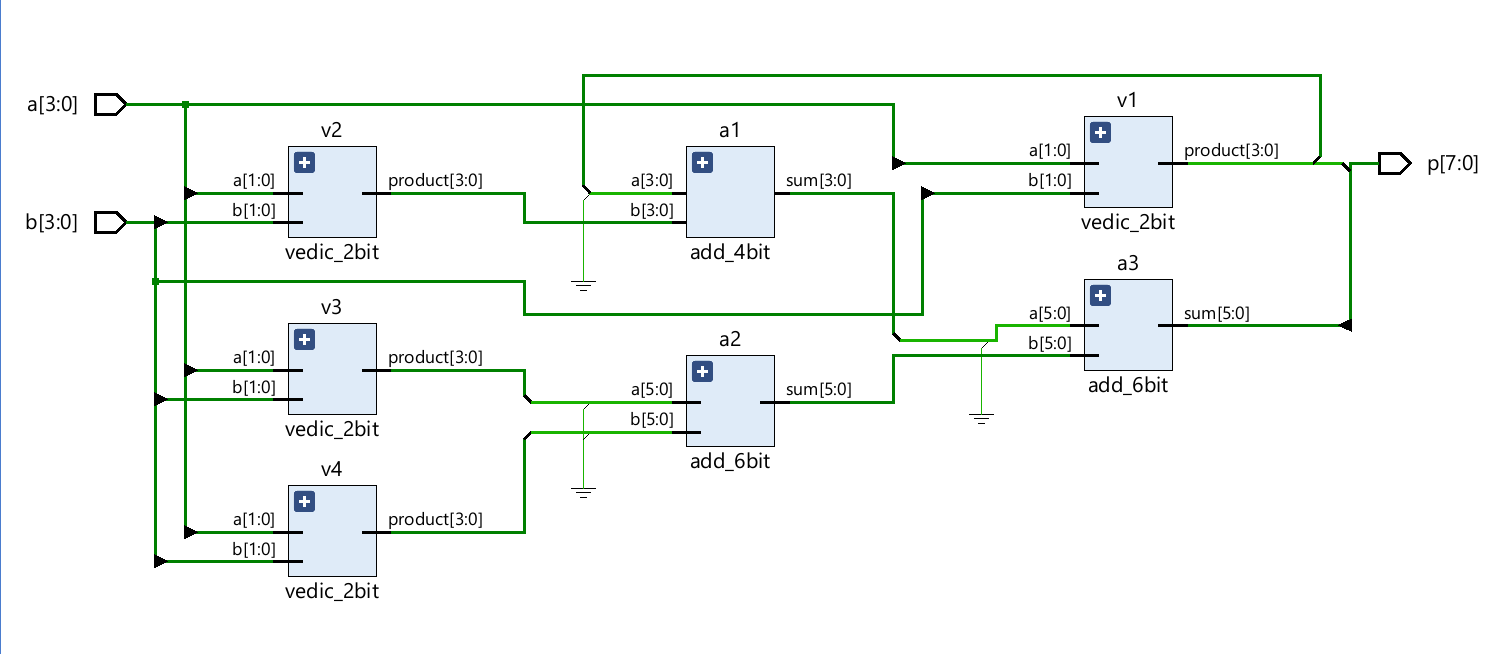 a[3:0]
b[3:0]
v2
a[1:0]
b[1:0]
product[3:0]
vedic_2bit
v3
a[1:0]
b[1:0]
product[3:0]
vedic_2bit
v4
a[1:0]
b[1:0]
product[3:0]
vedic_2bit
a1
a[3:0]
b[3:0]
sum[3:0]
add_4bit
a2
a[5:0]
b[5:0]
sum[5:0]
add_6bit
v1
a[1:0]
b[1:0]
product[3:0]
vedic_2bit
a3
a[5:0]
b[5:0]
sum[5:0]
add_6bit
p[7:0]